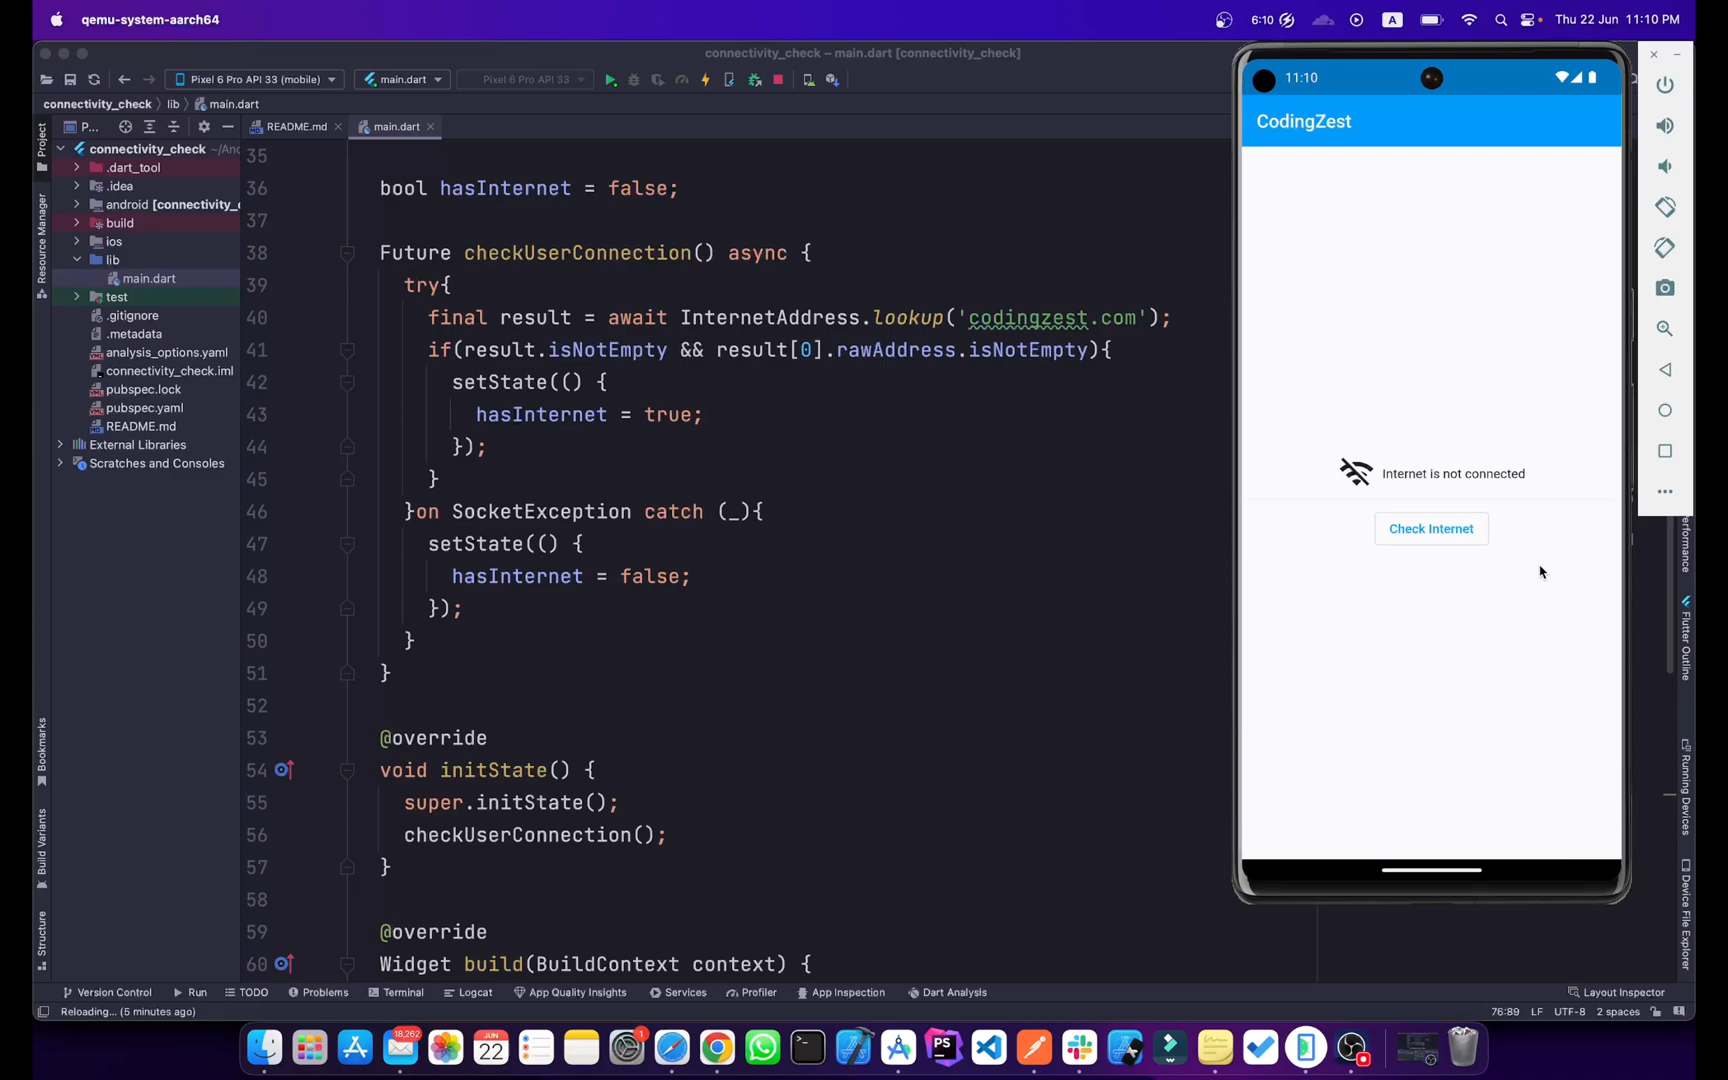 qemu-system-aarch64
6:10
A
Thu 22 Jun 11:10 PM
connectivity_check – main.dart [connectivity_check]
Pixel 6 Pro API 33 (mobile)
main.dart
Pixel 6 Pro API 33
connectivity_check
lib
main.dart
P...
README.md
main.dart
Project
Resource Manager
Bookmarks
Build Variants
Structure
connectivity_check
.dart_tool
.idea
android [connectivity_c
build
ios
lib
main.dart
test
.gitignore
.metadata
analysis_options.yaml
connectivity_check.iml
pubspec.lock
pubspec.yaml
README.md
External Libraries
Scratches and Consoles
35
36 bool hasInternet = false;
37
38 Future checkUserConnection() async {
39 try{
40 final result = await InternetAddress.lookup('codingzest.com');
41 if(result.isNotEmpty && result[0].rawAddress.isNotEmpty){
42 setState(() {
43 hasInternet = true;
44 });
45 }
46 }on SocketException catch (_){
47 setState(() {
48 hasInternet = false;
49 });
50 }
51 }
52
53 @override
54 void initState() {
55 super.initState();
56 checkUserConnection();
57 }
58
59 @override
60 Widget build(BuildContext context) {
11:10
CodingZest
Internet is not connected
Check Internet
Performance
Flutter Outline
Running Devices
Device File Explorer
Version Control
Run
TODO
Problems
Terminal
Logcat
App Quality Insights
Services
Profiler
App Inspection
Dart Analysis
Layout Inspector
Reloading... (5 minutes ago)
76:89
LF
UTF-8
2 spaces
18,262
JUN
22
1
PS